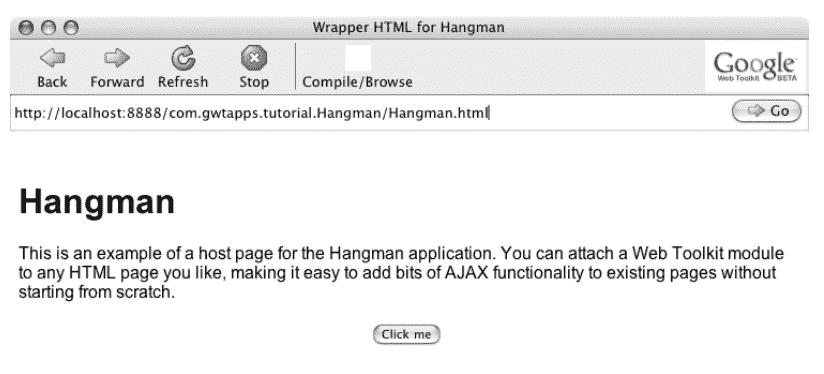 Wrapper HTML for Hangman
Back Forward Refresh Stop Compile/Browse
Google
Web Toolkit BETA
http://localhost:8888/com.gwtapps.tutorial.Hangman/Hangman.html
Go
Hangman
This is an example of a host page for the Hangman application. You can attach a Web Toolkit module
to any HTML page you like, making it easy to add bits of AJAX functionality to existing pages without
starting from scratch.
Click me